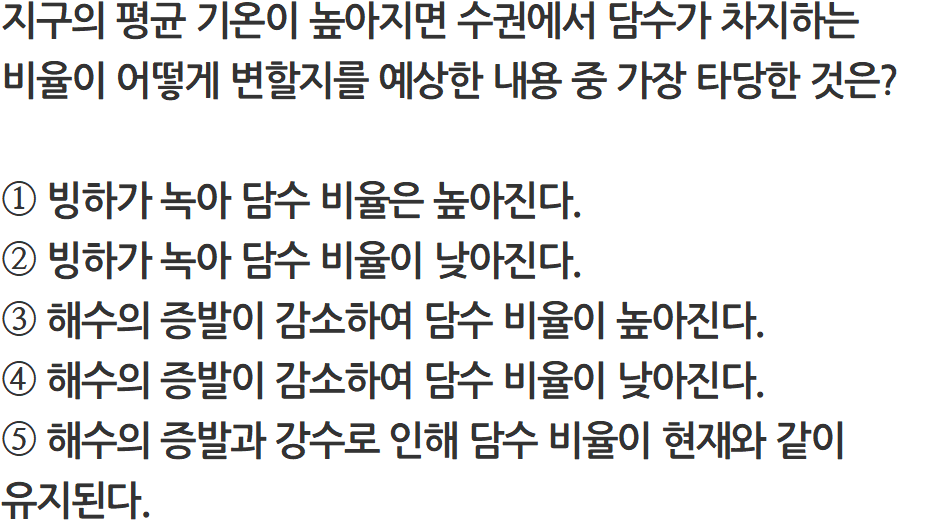 지구의 평균 기온이 높아지면 수권에서 담수가 차지하는
비율이 어떻게 변할지를 예상한 내용 중 가장 타당한 것은?
① 빙하가 녹아 담수 비율은 높아진다.
② 빙하가 녹아 담수 비율이 낮아진다.
③ 해수의 증발이 감소하여 담수 비율이 높아진다.
④ 해수의 증발이 감소하여 담수 비율이 낮아진다.
⑤ 해수의 증발과 강수로 인해 담수 비율이 현재와 같이
유지된다.